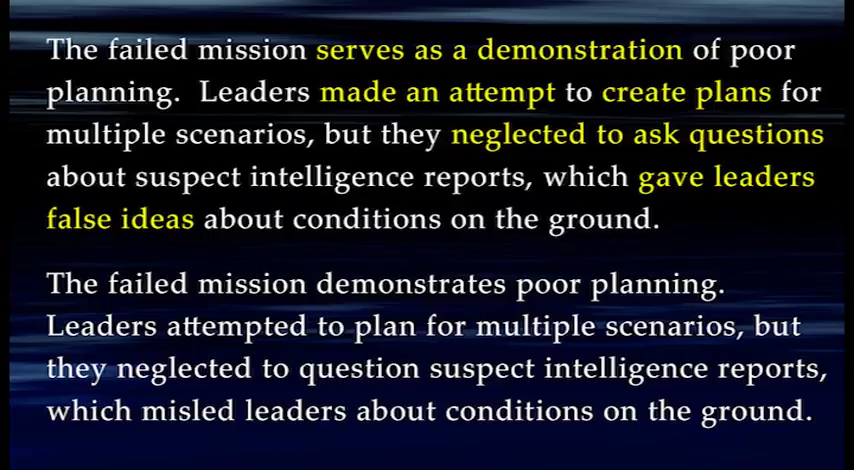 The failed mission serves as a demonstration of poor
planning.  Leaders made an attempt to create plans for
multiple scenarios, but they neglected to ask questions
about suspect intelligence reports, which gave leaders
false ideas about conditions on the ground.
The failed mission demonstrates poor planning.
Leaders attempted to plan for multiple scenarios, but
they neglected to question suspect intelligence reports,
which misled leaders about conditions on the ground.